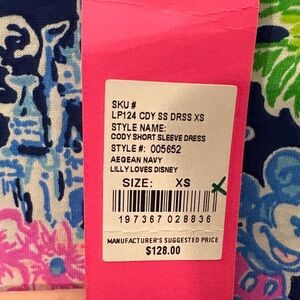 SKU #
LP124 CDY SS DRSS XS
STYLE NAME:
CODY SHORT SLEEVE DRESS
STYLE #: 005652
AEGEAN NAVY
LILLY LOVES DISNEY
SIZE: XS
197367028836
MANUFACTURER'S SUGGESTED PRICE
$128.00